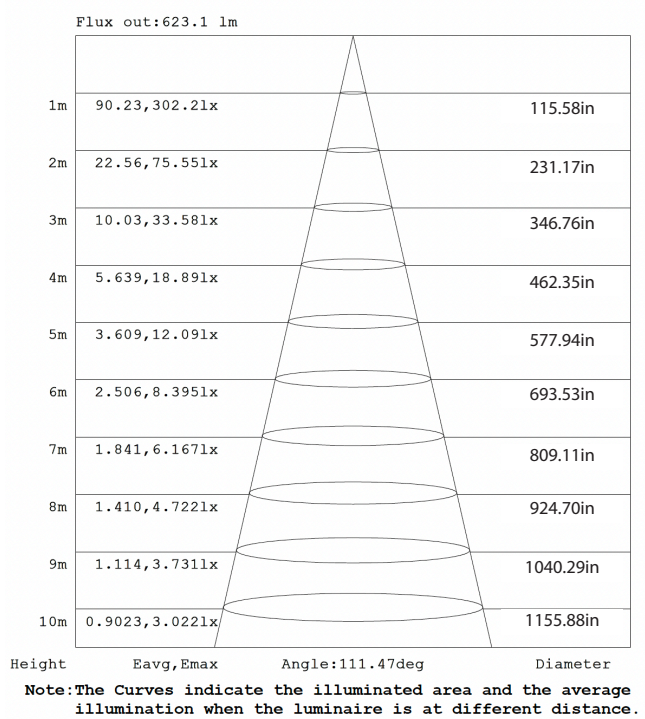 Flux out:623.1 lm
1m 90.23,302.2lx 115.58in
2m 22.56,75.55lx 231.17in
3m 10.03,33.58lx 346.76in
4m 5.639,18.89lx 462.35in
5m 3.609,12.09lx 577.94in
6m 2.506,8.395lx 693.53in
7m 1.841,6.167lx 809.11in
8m 1.410,4.722lx 924.70in
9m 1.114,3.731lx 1040.29in
10m 0.9023,3.022lx 1155.88in
Height Eavg,Emax Angle:111.47deg Diameter
Note:The Curves indicate the illuminated area and the average
illumination when the luminaire is at different distance.